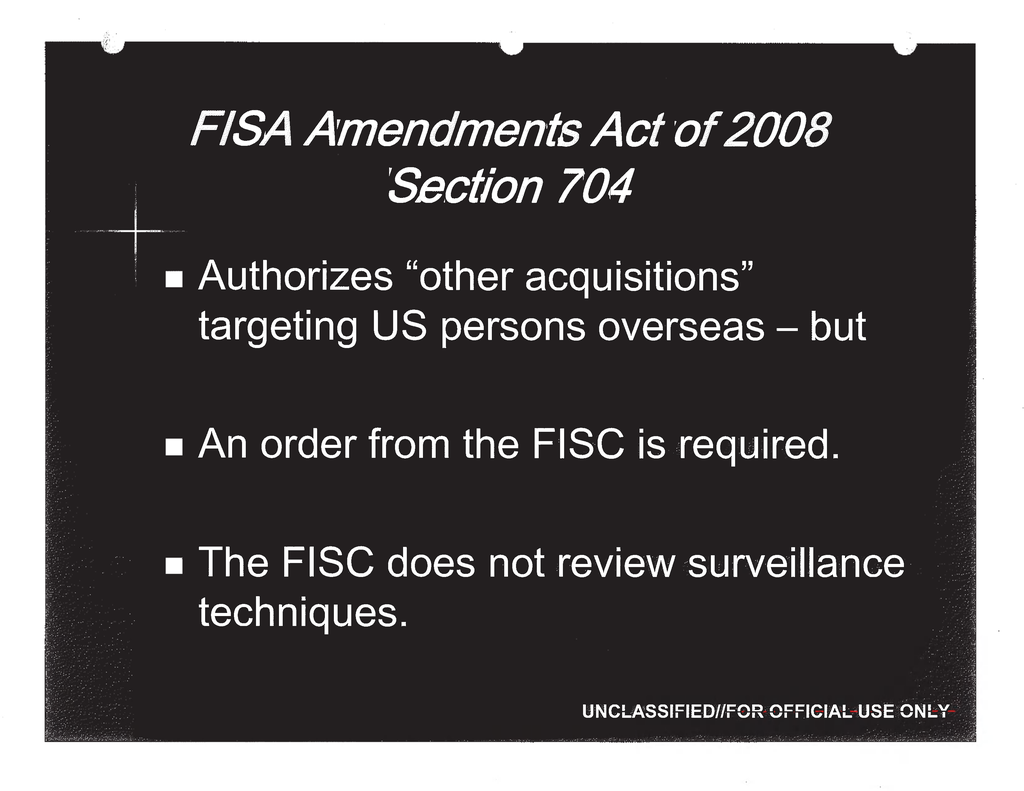 FISA Amendments Act of 2008
Section 704
■ Authorizes “other acquisitions”
targeting US persons overseas – but
■ An order from the FISC is required.
■ The FISC does not review surveillance
techniques.
UNCLASSIFIED//FOR OFFICIAL USE ONLY